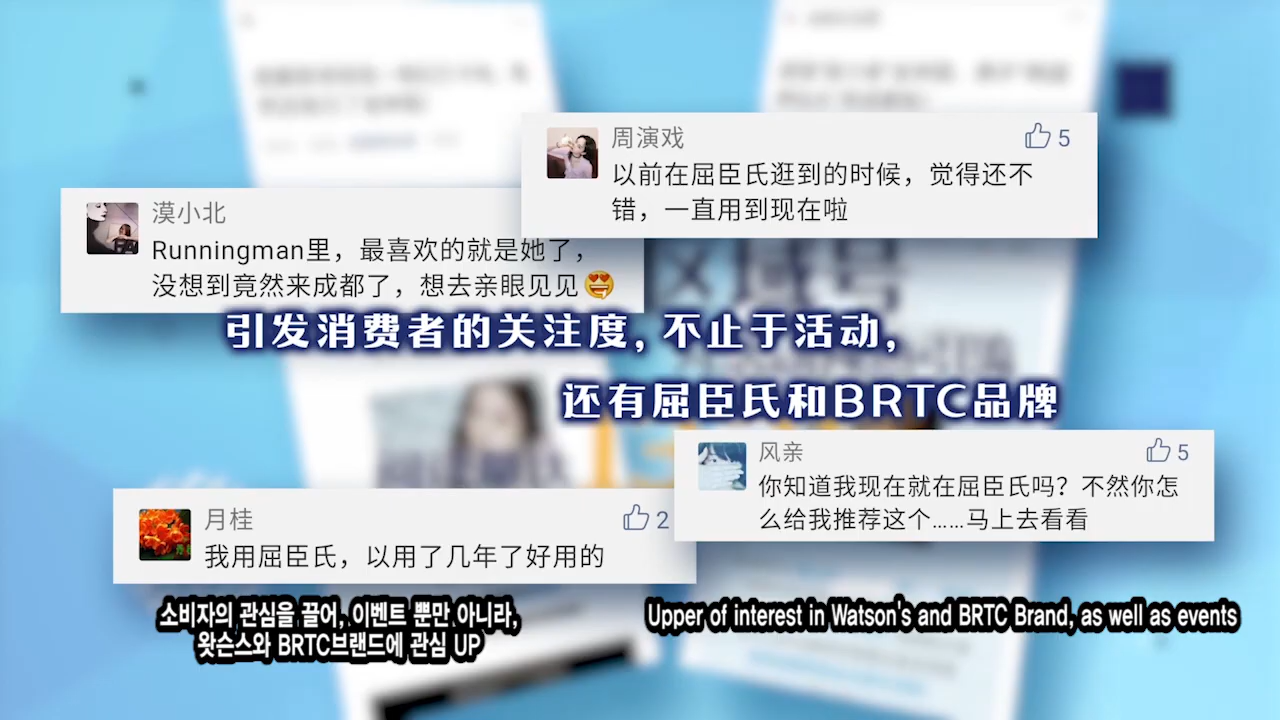 周演戏
5
以前在屈臣氏逛到的时候，觉得还不
错，一直用到现在啦
漠小北
Runningman里，最喜欢的就是她了，
没想到竟然来成都了，想去亲眼见见
区域号
引发消费者的关注度，不止于活动，
还有屈臣氏和BRTC品牌
风亲
5
你知道我现在就在屈臣氏吗？不然你怎
么给我推荐这个……马上去看看
月桂
2
我用屈臣氏，以用了几年了好用的
소비자의 관심을 끌어, 이벤트 뿐만 아니라,
왓슨스와 BRTC브랜드에 관심 UP
Upper of interest in Watson's and BRTC Brand, as well as events